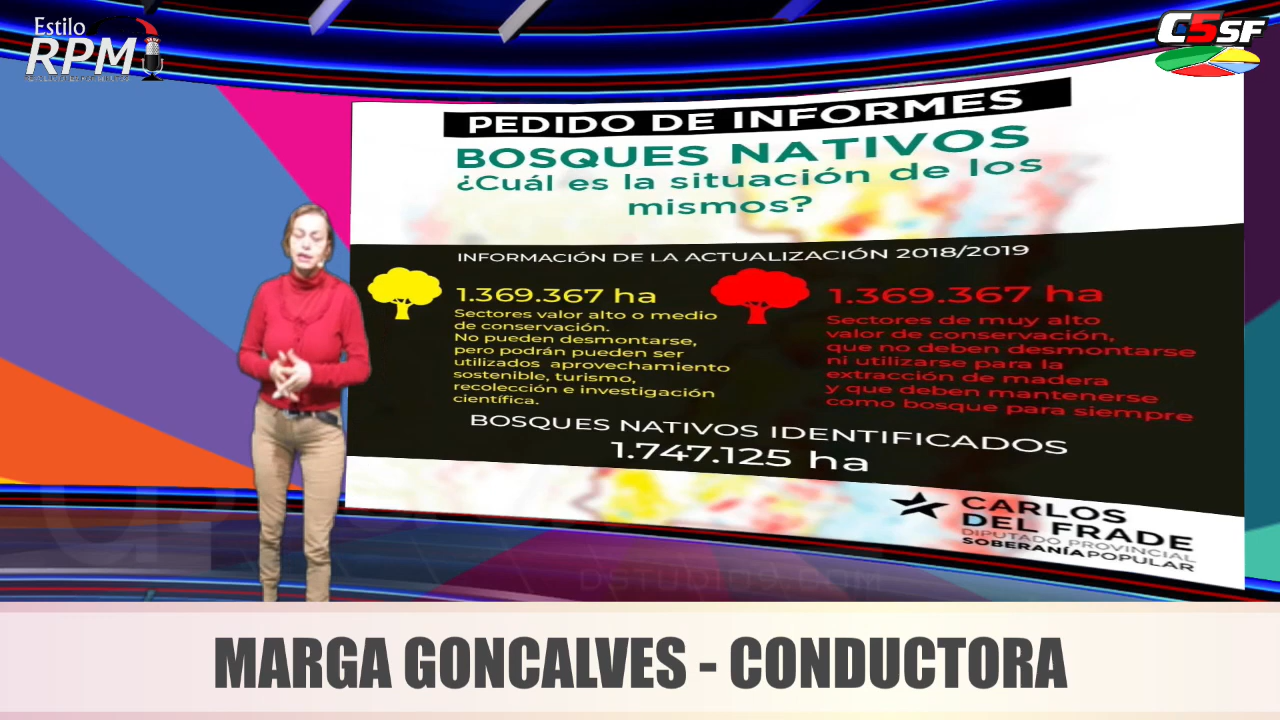 Estilo
RPM
C5SF
PEDIDO DE INFORMES
BOSQUES NATIVOS
¿Cuál es la situación de los
mismos?
INFORMACIÓN DE LA ACTUALIZACIÓN 2018/2019
1.369.367 ha
Sectores valor alto o medio
de conservación.
No pueden desmontarse,
pero podrán pueden ser
utilizados aprovechamiento
sostenible, turismo,
recolección e investigación
científica.
1.369.367 ha
Sectores de muy alto
valor de conservación,
que no deben desmontarse
ni utilizarse para la
extracción de madera
y que deben mantenerse
como bosque para siempre
BOSQUES NATIVOS IDENTIFICADOS
1.747.125 ha
CARLOS
DEL FRADE
DIPUTADO PROVINCIAL
SOBERANÍAPOPULAR
MARGA GONCALVES - CONDUCTORA